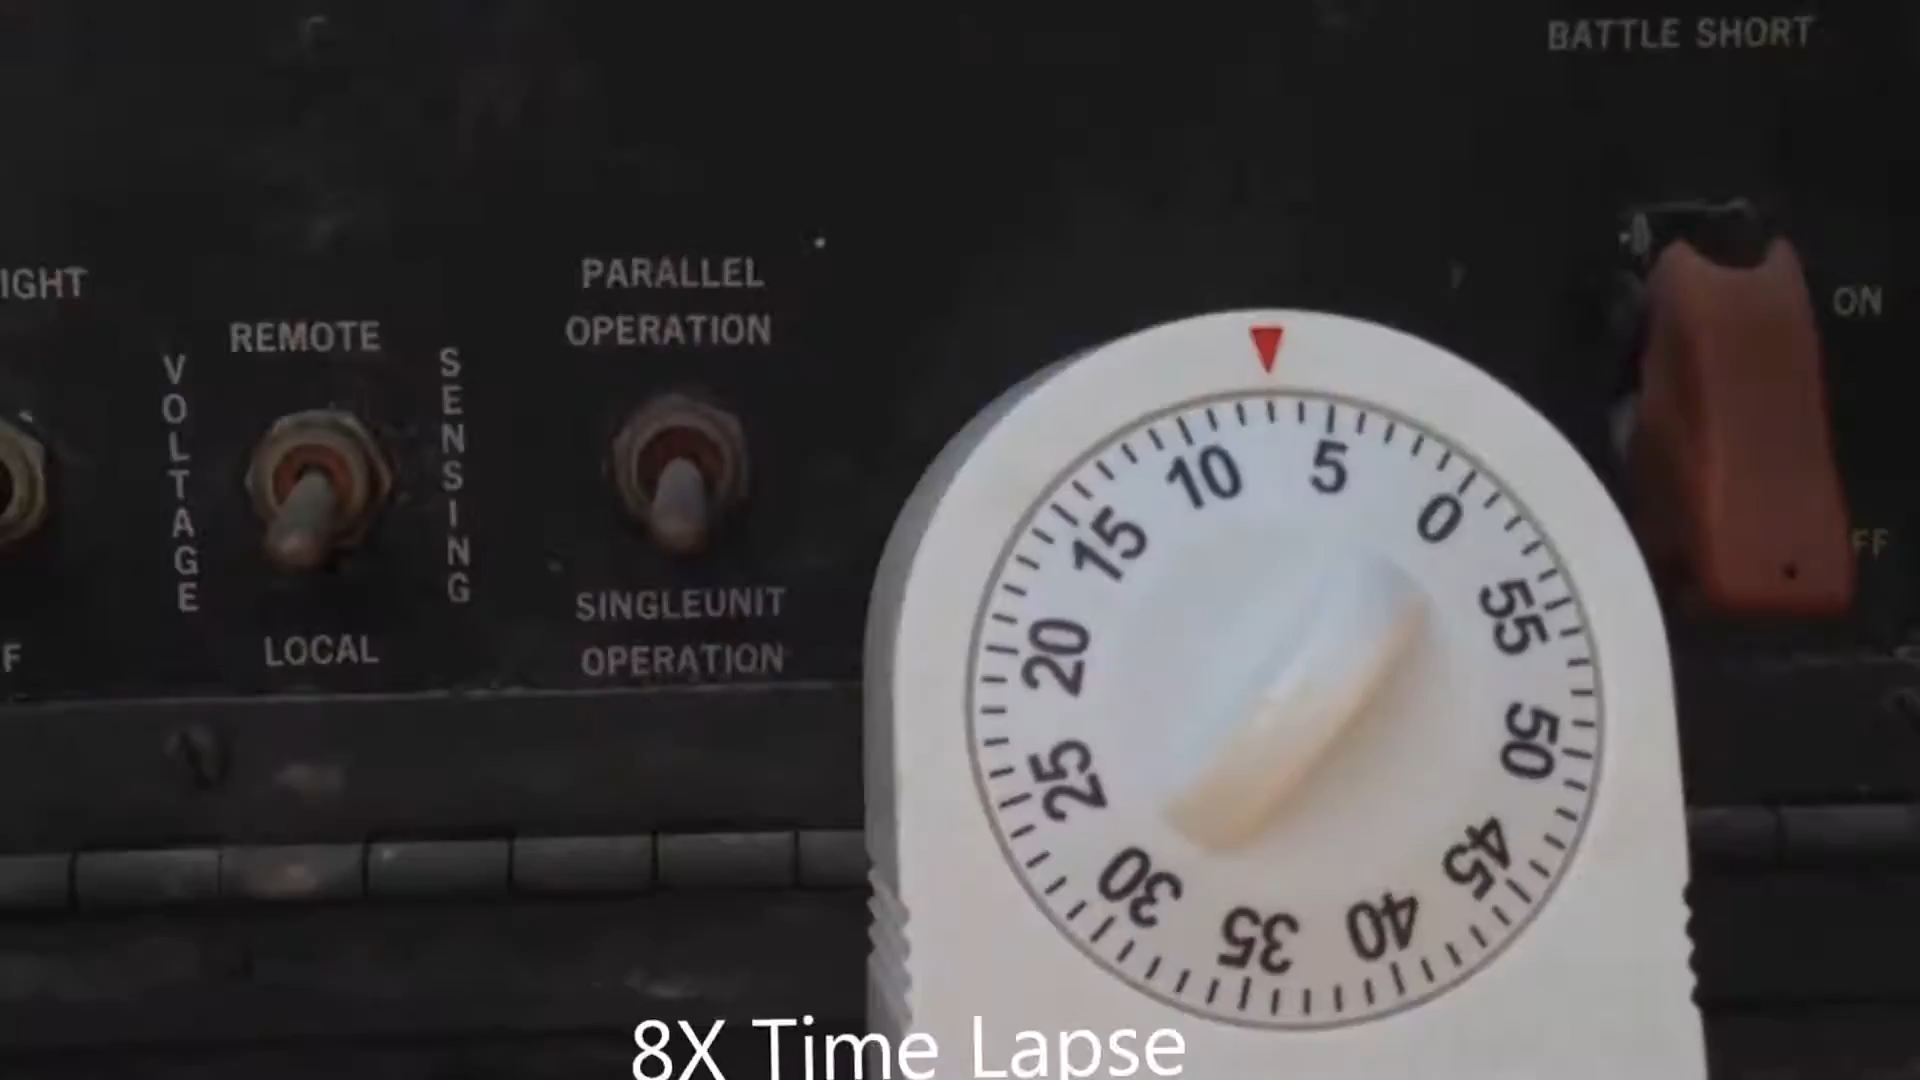 BATTLE SHORT
IGHT
REMOTE
VOLTAGE
SENSING
LOCAL
F
PARALLEL
OPERATION
SINGLEUNIT
OPERATION
ON
FF
0
5
10
15
20
25
30
35
40
45
50
55
8X Time Lapse